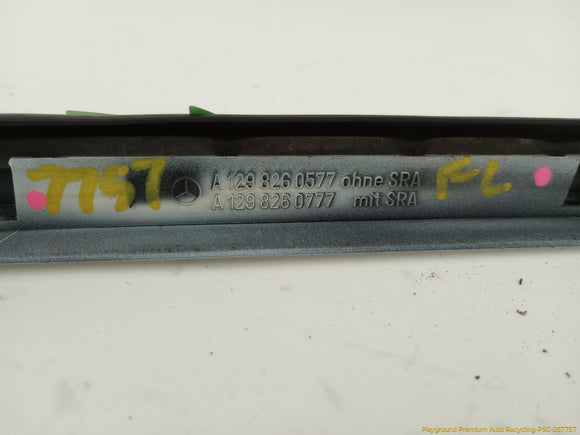 7757
A 129 826 0577 ohne SRA
A 129 826 0777 mit SRA
FL
Playground Premium Auto Recycling-PSC-257757